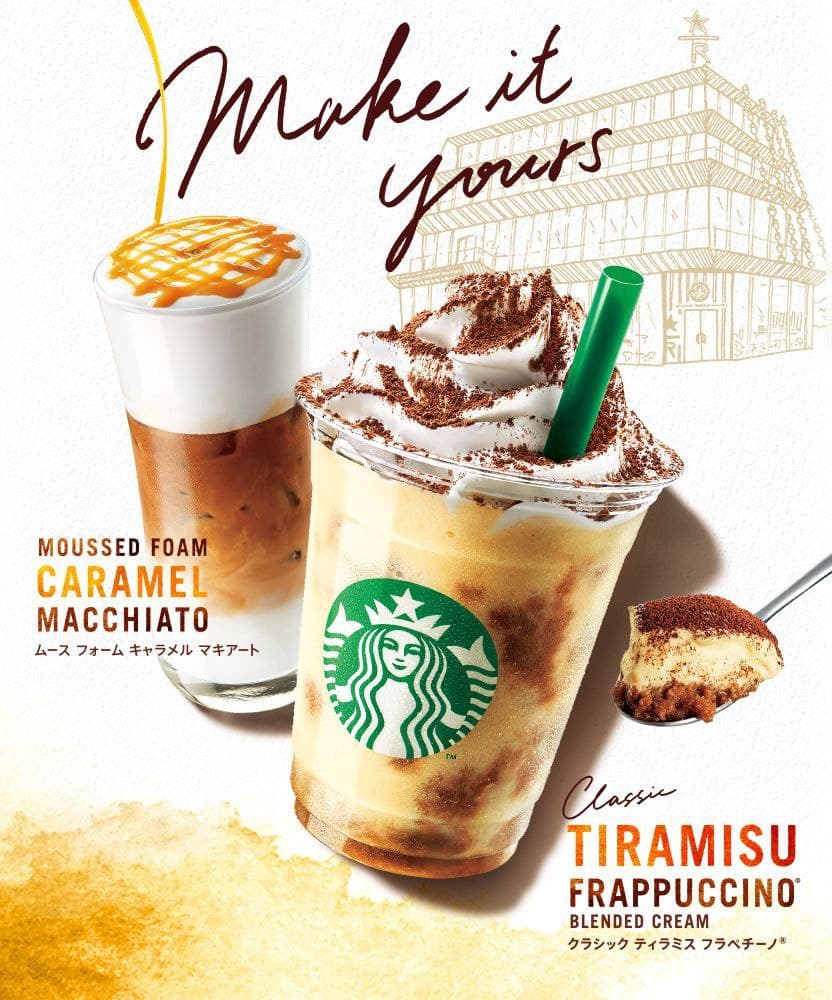 Make it
yours
MOUSSED FOAM
CARAMEL
MACCHIATO
ムース フォーム キャラメル マキアート
TM
Classic
TIRAMISU
FRAPPUCCINO®
BLENDED CREAM
クラシック ティラミス フラペチーノ®
R